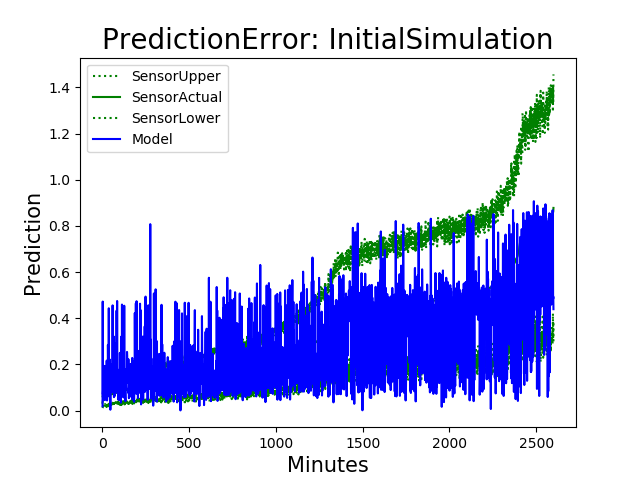 PredictionError: InitialSimulation
SensorUpper
SensorActual
SensorLower
Model
Prediction
1.4
1.2
1.0
0.8
0.6
0.4
0.2
0.0
0
500
1000
1500
2000
2500
Minutes